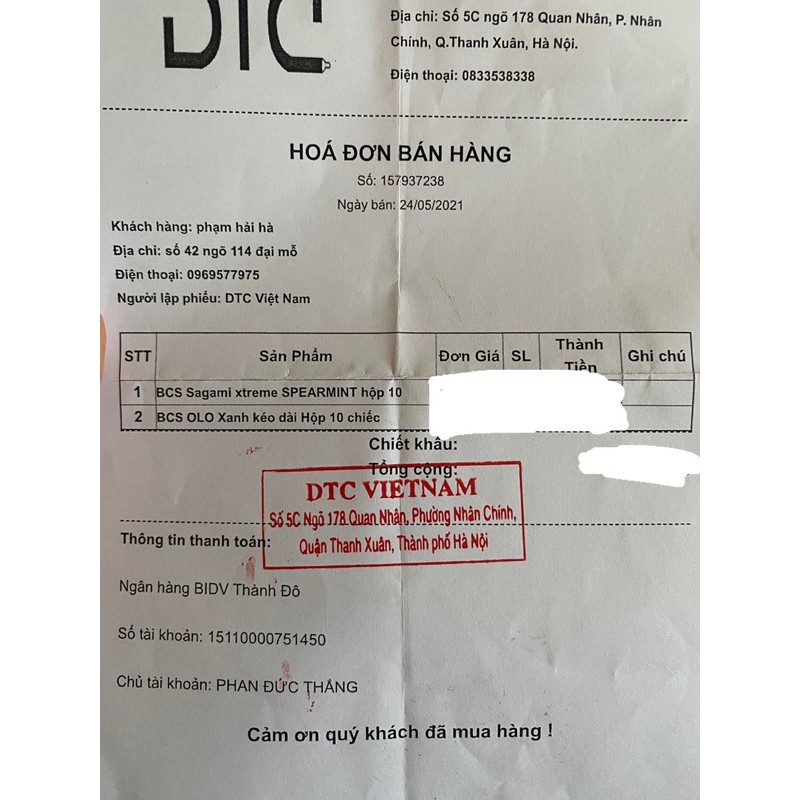 DTC
Địa chỉ: Số 5C ngõ 178 Quan Nhân, P. Nhân
Chính, Q.Thanh Xuân, Hà Nội.
Điện thoại: 0833538338
HOÁ ĐƠN BÁN HÀNG
Số: 157937238
Ngày bán: 24/05/2021
Khách hàng: phạm hải hà
Địa chỉ: số 42 ngõ 114 đại mỗ
Điện thoại: 0969577975
Người lập phiếu: DTC Việt Nam
STT Sản Phẩm Đơn Giá SL Thành Tiền Ghi chú
1 BCS Sagami xtreme SPEARMINT hộp 10
2 BCS OLO Xanh kéo dài Hộp 10 chiếc
Chiết khấu:
Tổng cộng:
DTC VIETNAM
Số 5C Ngõ 178 Quan Nhân, Phường Nhân Chính,
Quận Thanh Xuân, Thành phố Hà Nội
Thông tin thanh toán:
Ngân hàng BIDV Thành Đô
Số tài khoản: 15110000751450
Chủ tài khoản: PHAN ĐỨC THẮNG
Cảm ơn quý khách đã mua hàng !